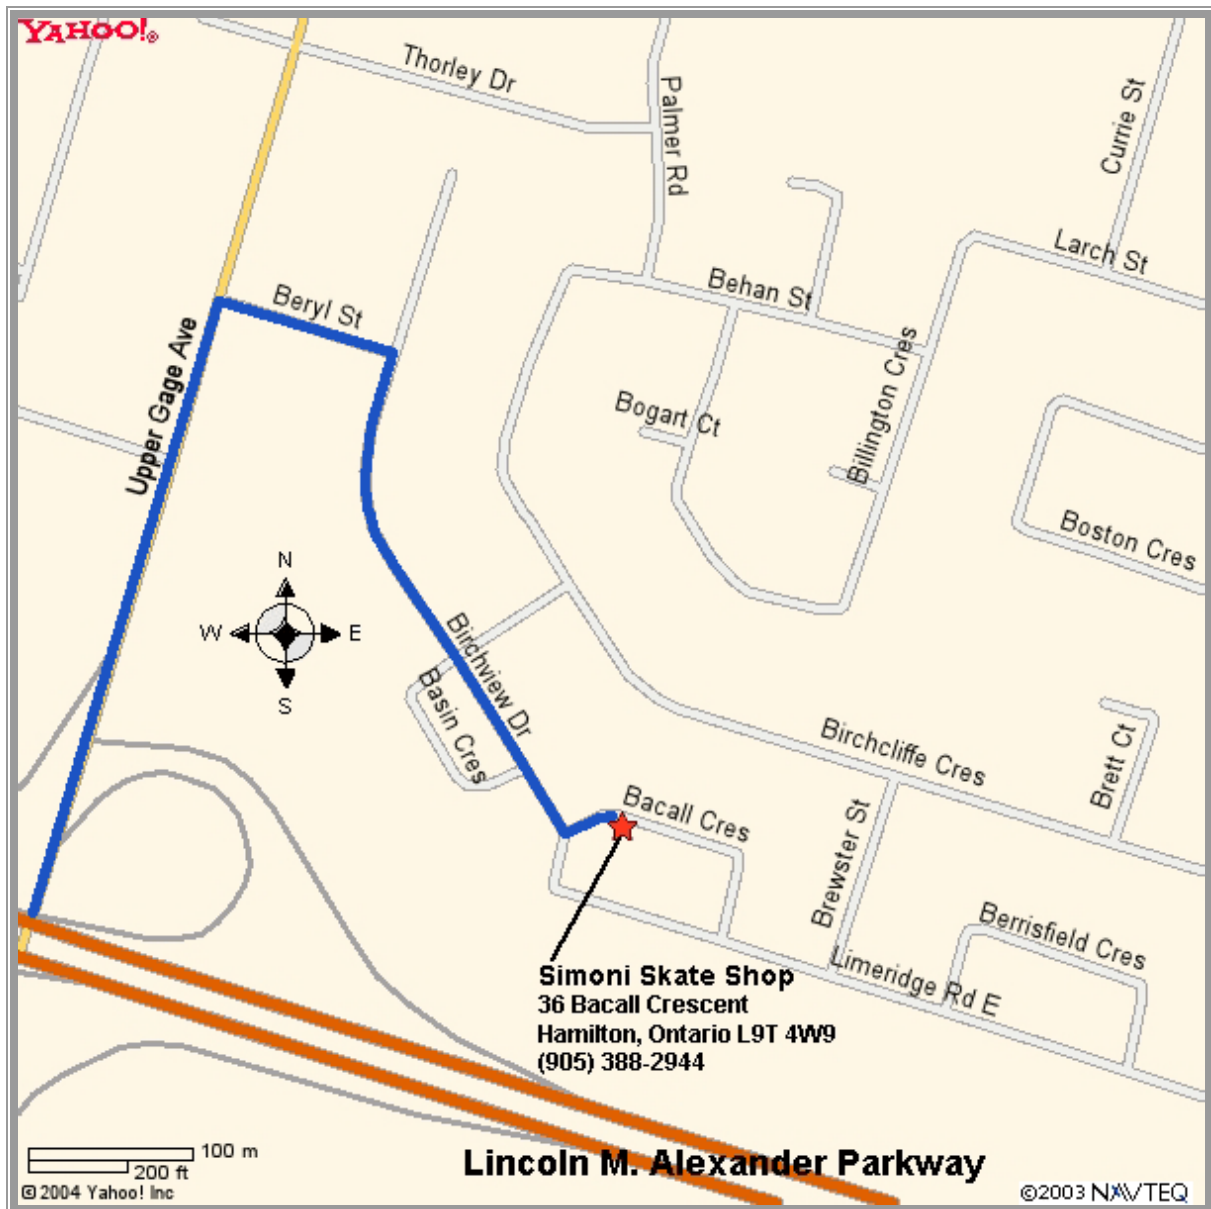 YAHOO!®
Thorley Dr
Palmer Rd
Currie St
Larch St
Behan St
Beryl St
Upper Gage Ave
Billington Cres
Bogart Ct
Boston Cres
N
W
E
S
Birchview Dr
Basin Cres
Birchcliffe Cres
Brett Ct
Bacall Cres
Brewster St
Berrisfield Cres
Limeridge Rd E
Simoni Skate Shop
36 Bacall Crescent
Hamilton, Ontario L9T 4W9
(905) 388-2944
100 m
200 ft
Lincoln M. Alexander Parkway
© 2004 Yahoo! Inc
©2003 NAVTEQ